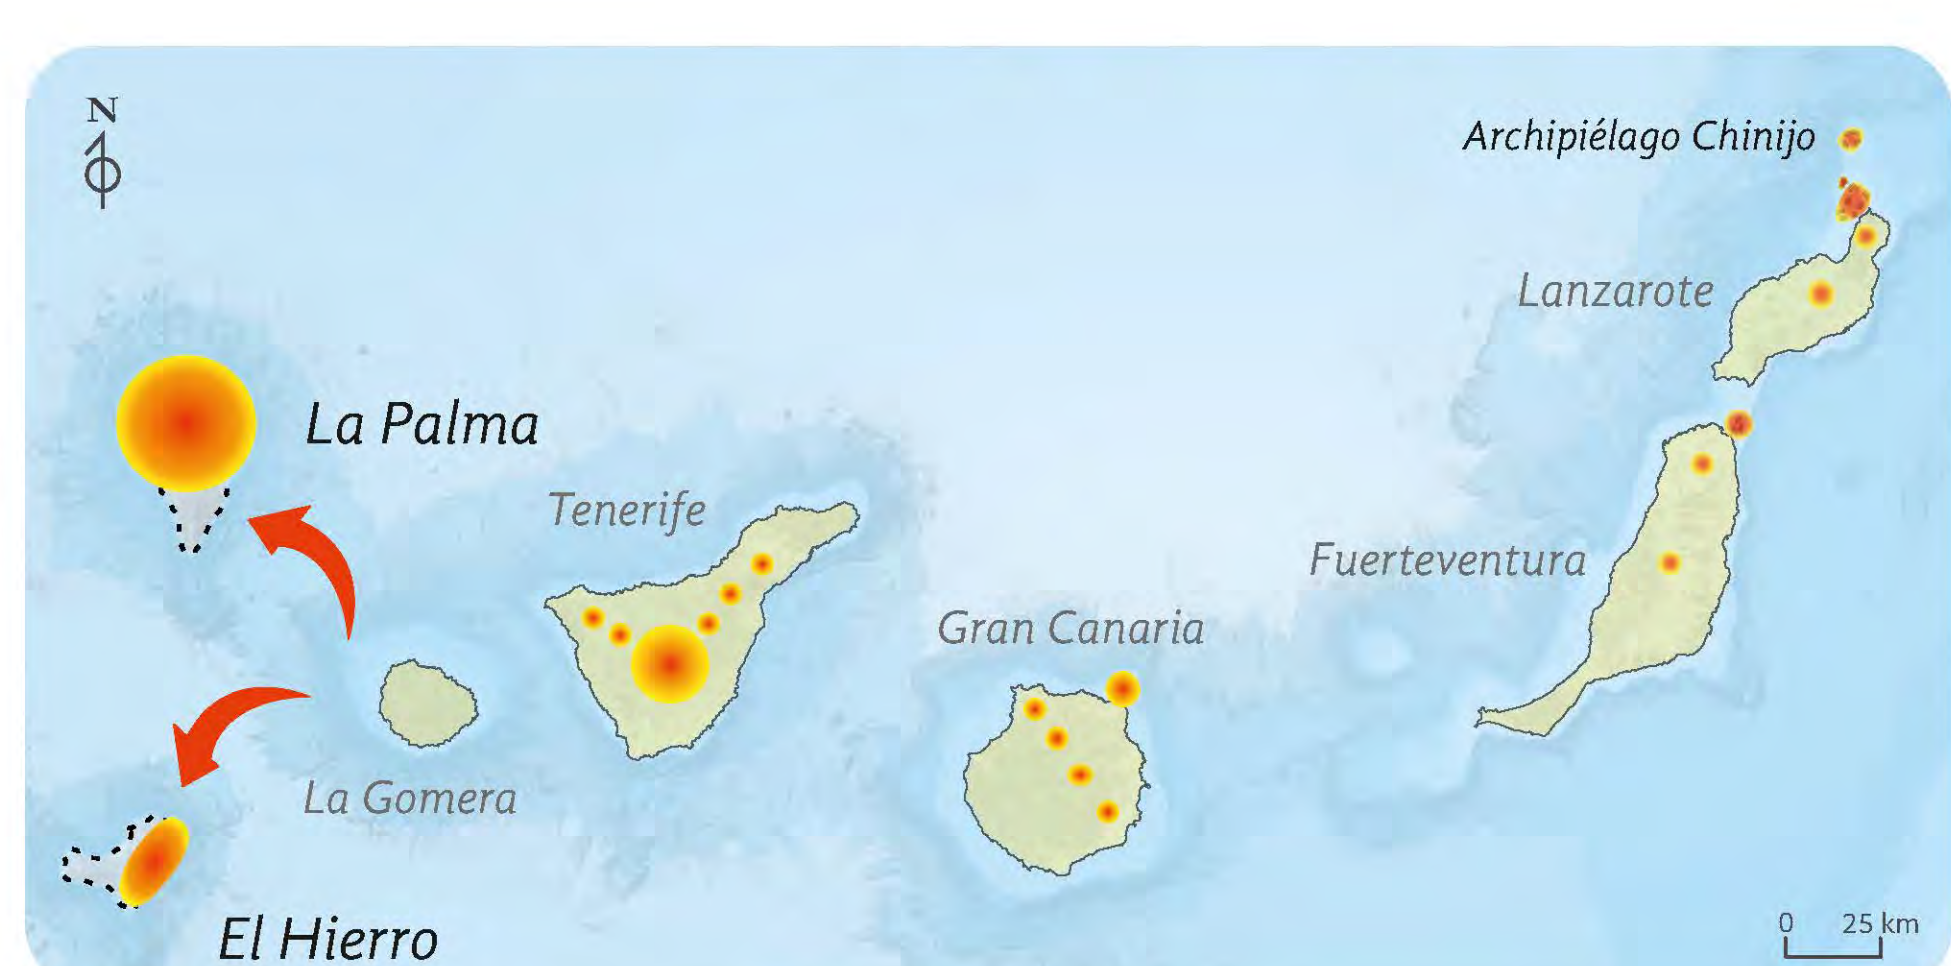 N
Archipiélago Chinijo
Lanzarote
La Palma
Tenerife
Fuerteventura
Gran Canaria
La Gomera
El Hierro
0 25 km